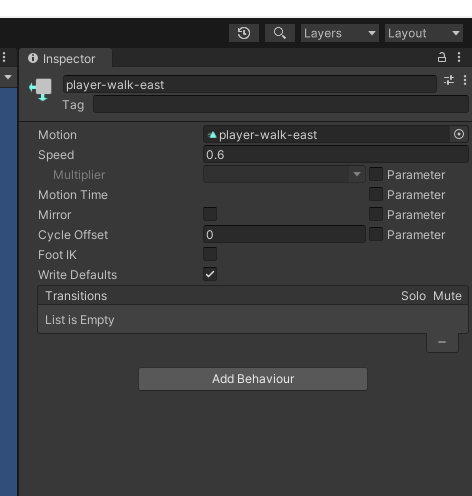 Layers Layout
Inspector
player-walk-east
Tag
Motion player-walk-east
Speed 0.6
Multiplier Parameter
Motion Time Parameter
Mirror Parameter
Cycle Offset 0 Parameter
Foot IK
Write Defaults
Transitions Solo Mute
List is Empty
Add Behaviour